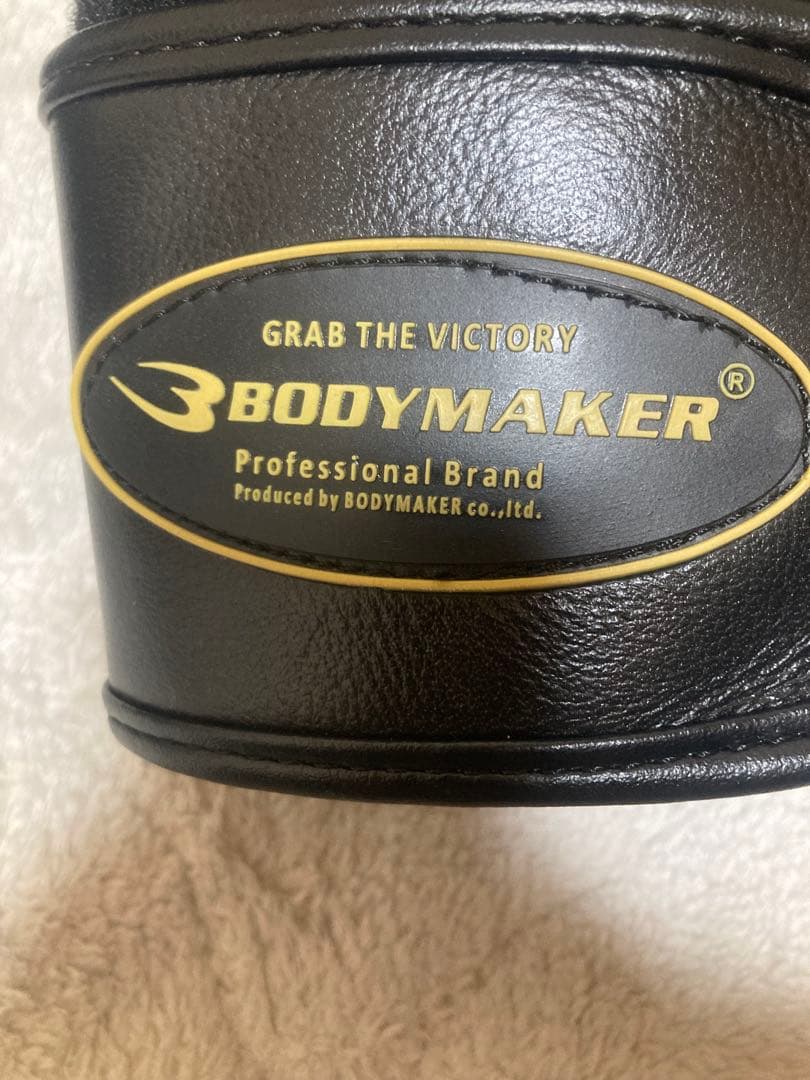 GRAB THE VICTORY
BODYMAKER®
Professional Brand
Produced by BODYMAKER co.,ltd.